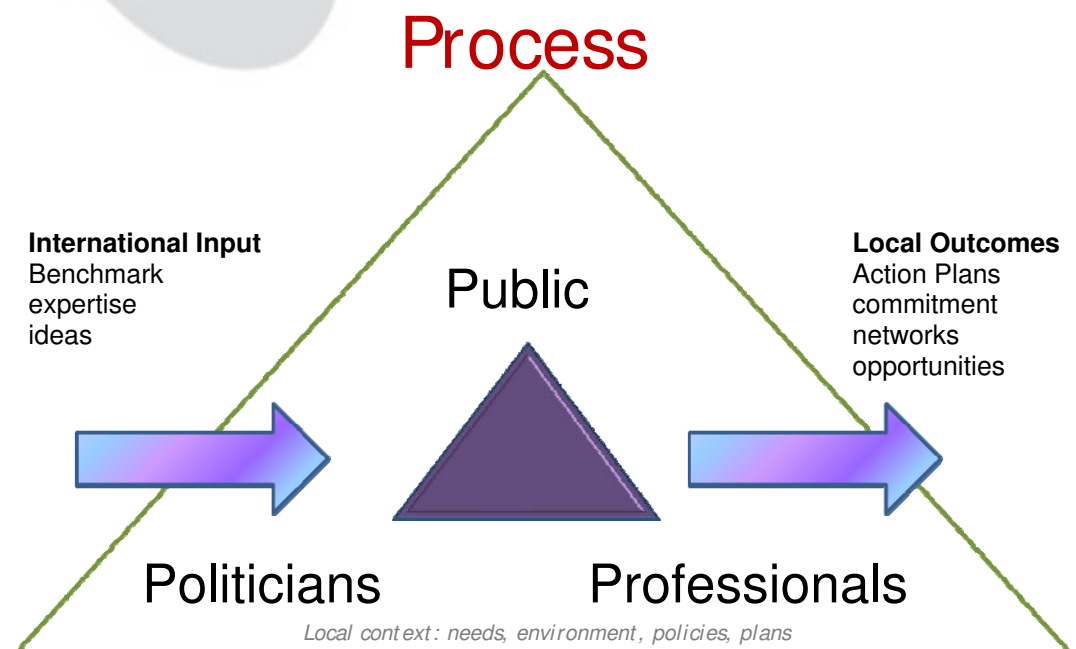 Process
International Input
Benchmark
expertise
ideas
Public
Local Outcomes
Action Plans
commitment
networks
opportunities
Politicians
Professionals
Local context: needs, environment, policies, plans